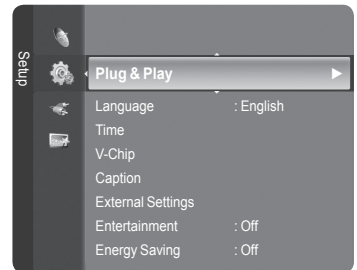 Setup
Plug & Play
Language : English
Time
V-Chip
Caption
External Settings
Entertainment : Off
Energy Saving : Off